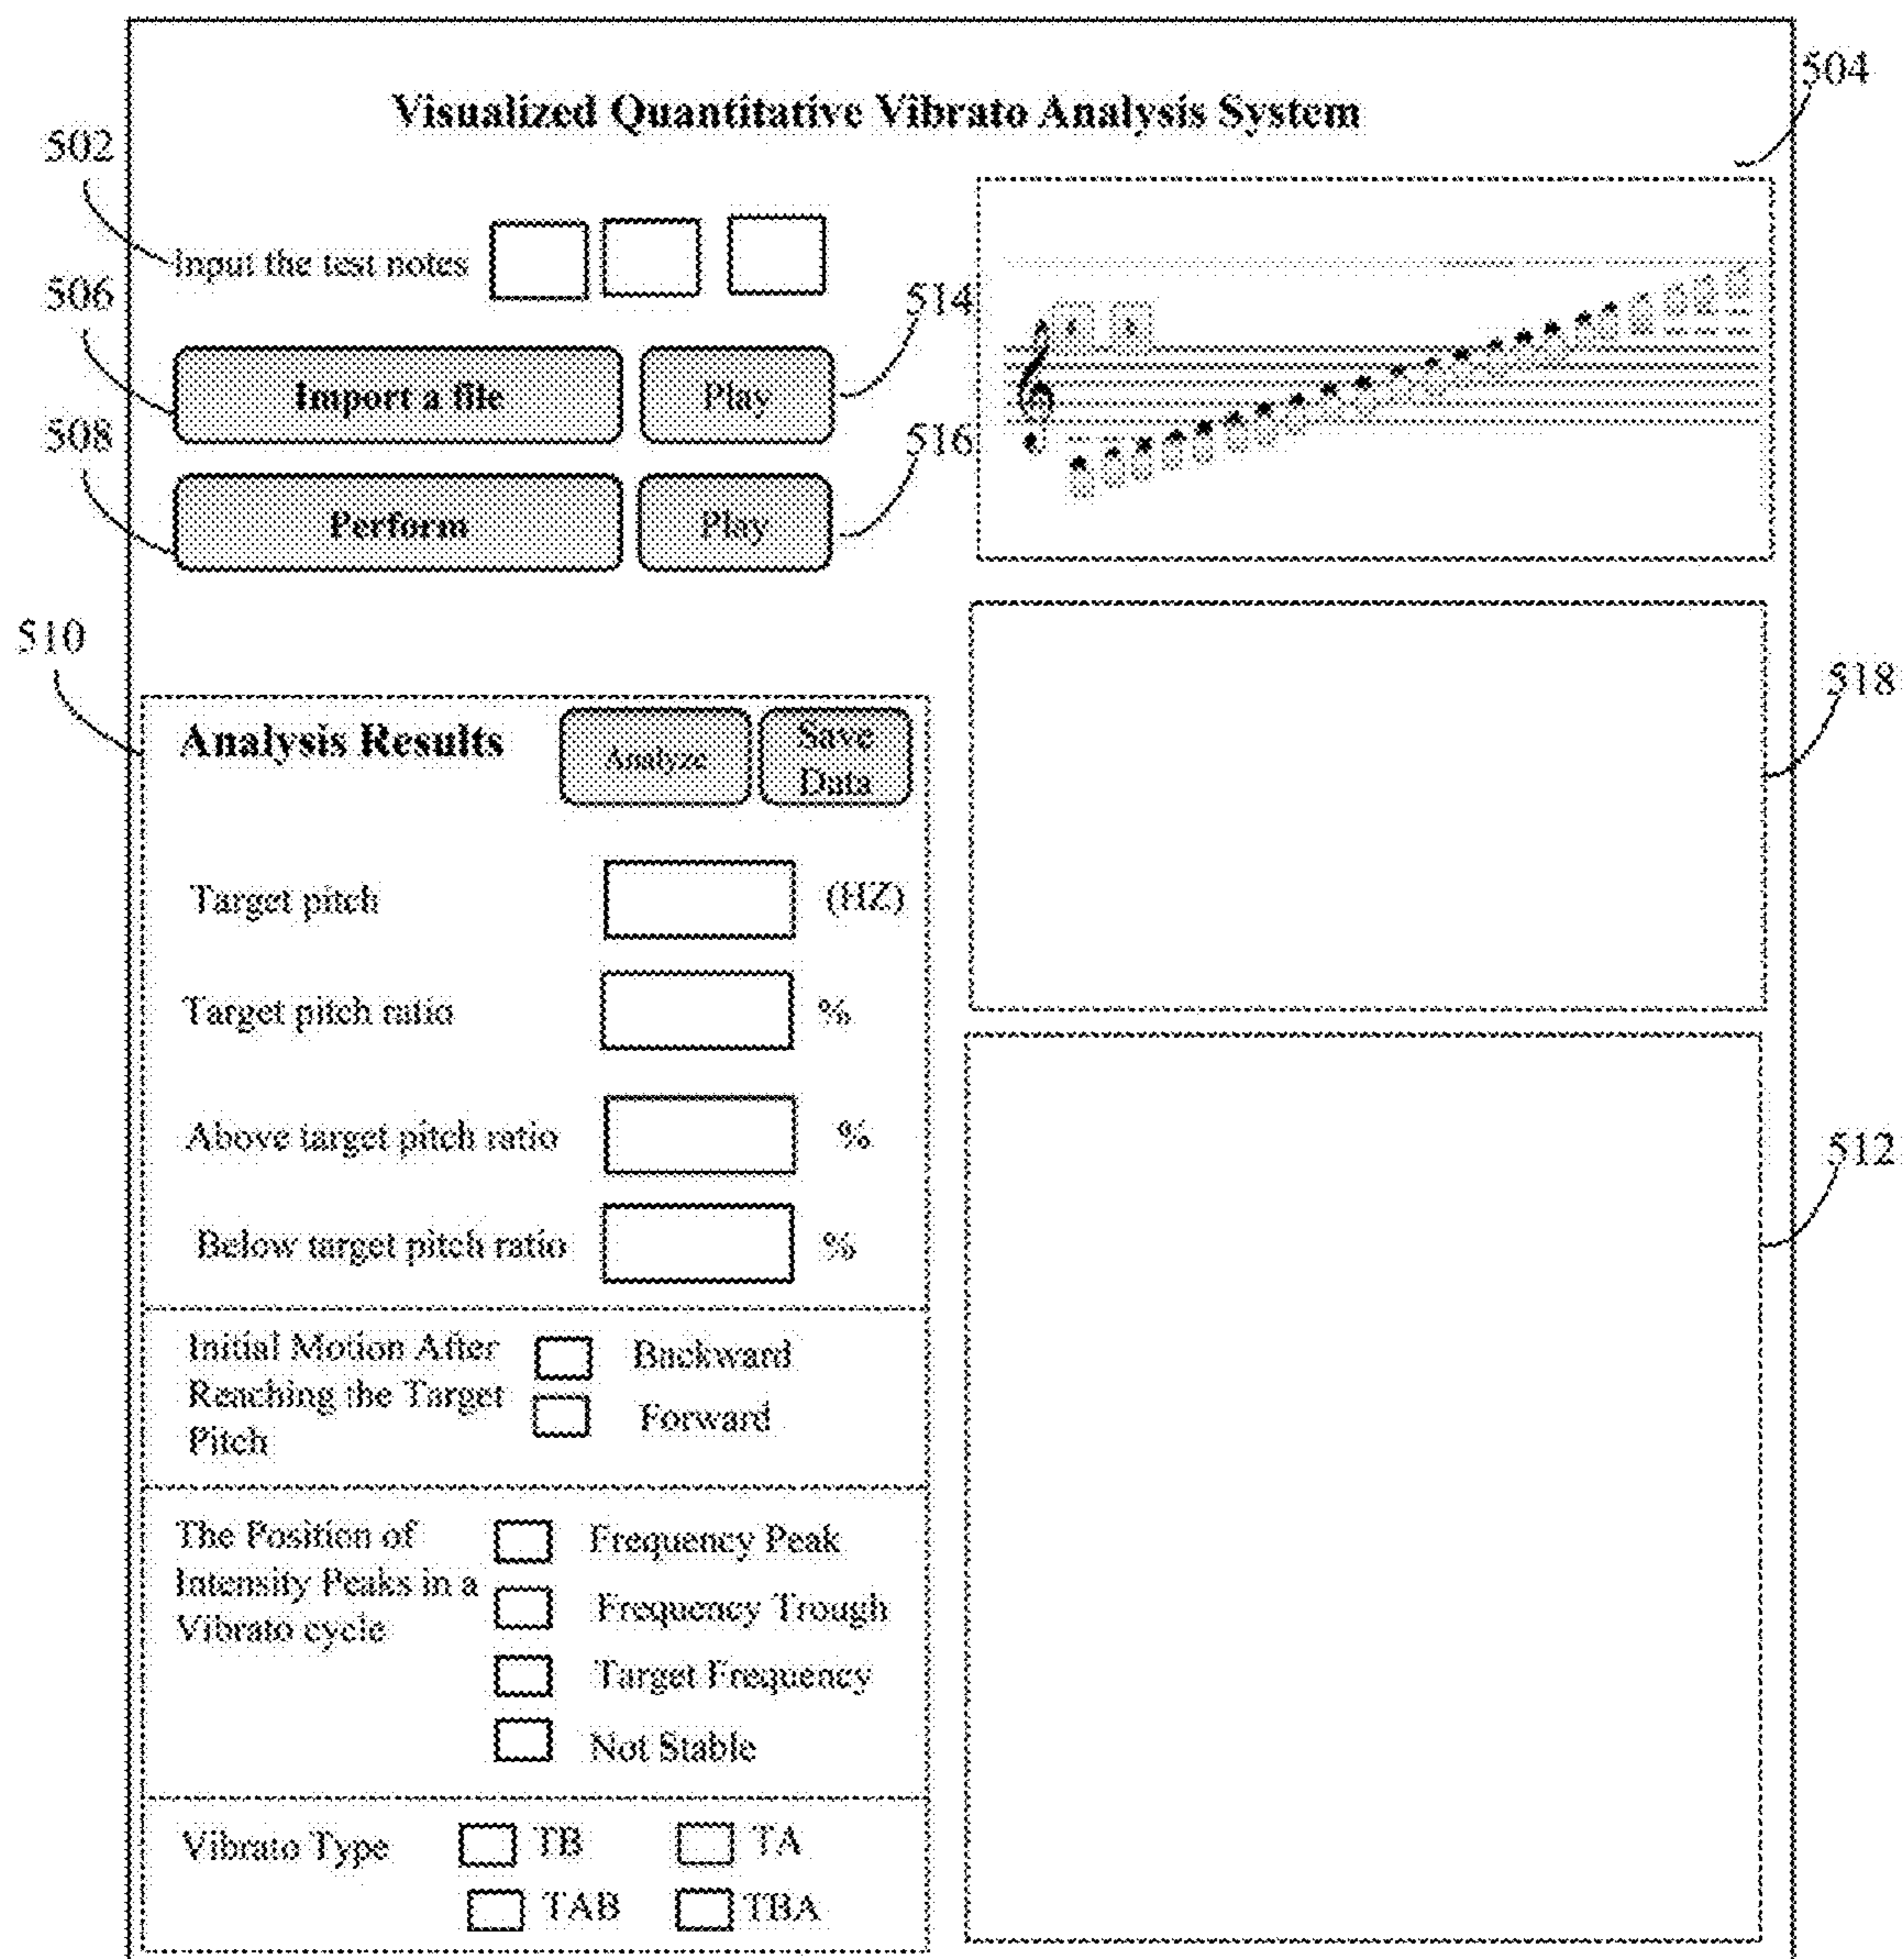 504
Visualized Quantitative Vibrato Analysis System
502
Input the test notes
506
514
Import a file
Play
508
516
Perform
Play
510
518
Analysis Results
Analyze
Save
Data
Target pitch
(HZ)
Target pitch ratio
%
512
Above target pitch ratio
%
Below target pitch ratio
%
Initial Motion After
Reaching the Target
Pitch
Backward
Forward
The Position of
Intensity Peaks in a
Vibrato cycle
Frequency Peak
Frequency Trough
Target Frequency
Not Stable
Vibrato Type
TB
TA
TAB
TBA